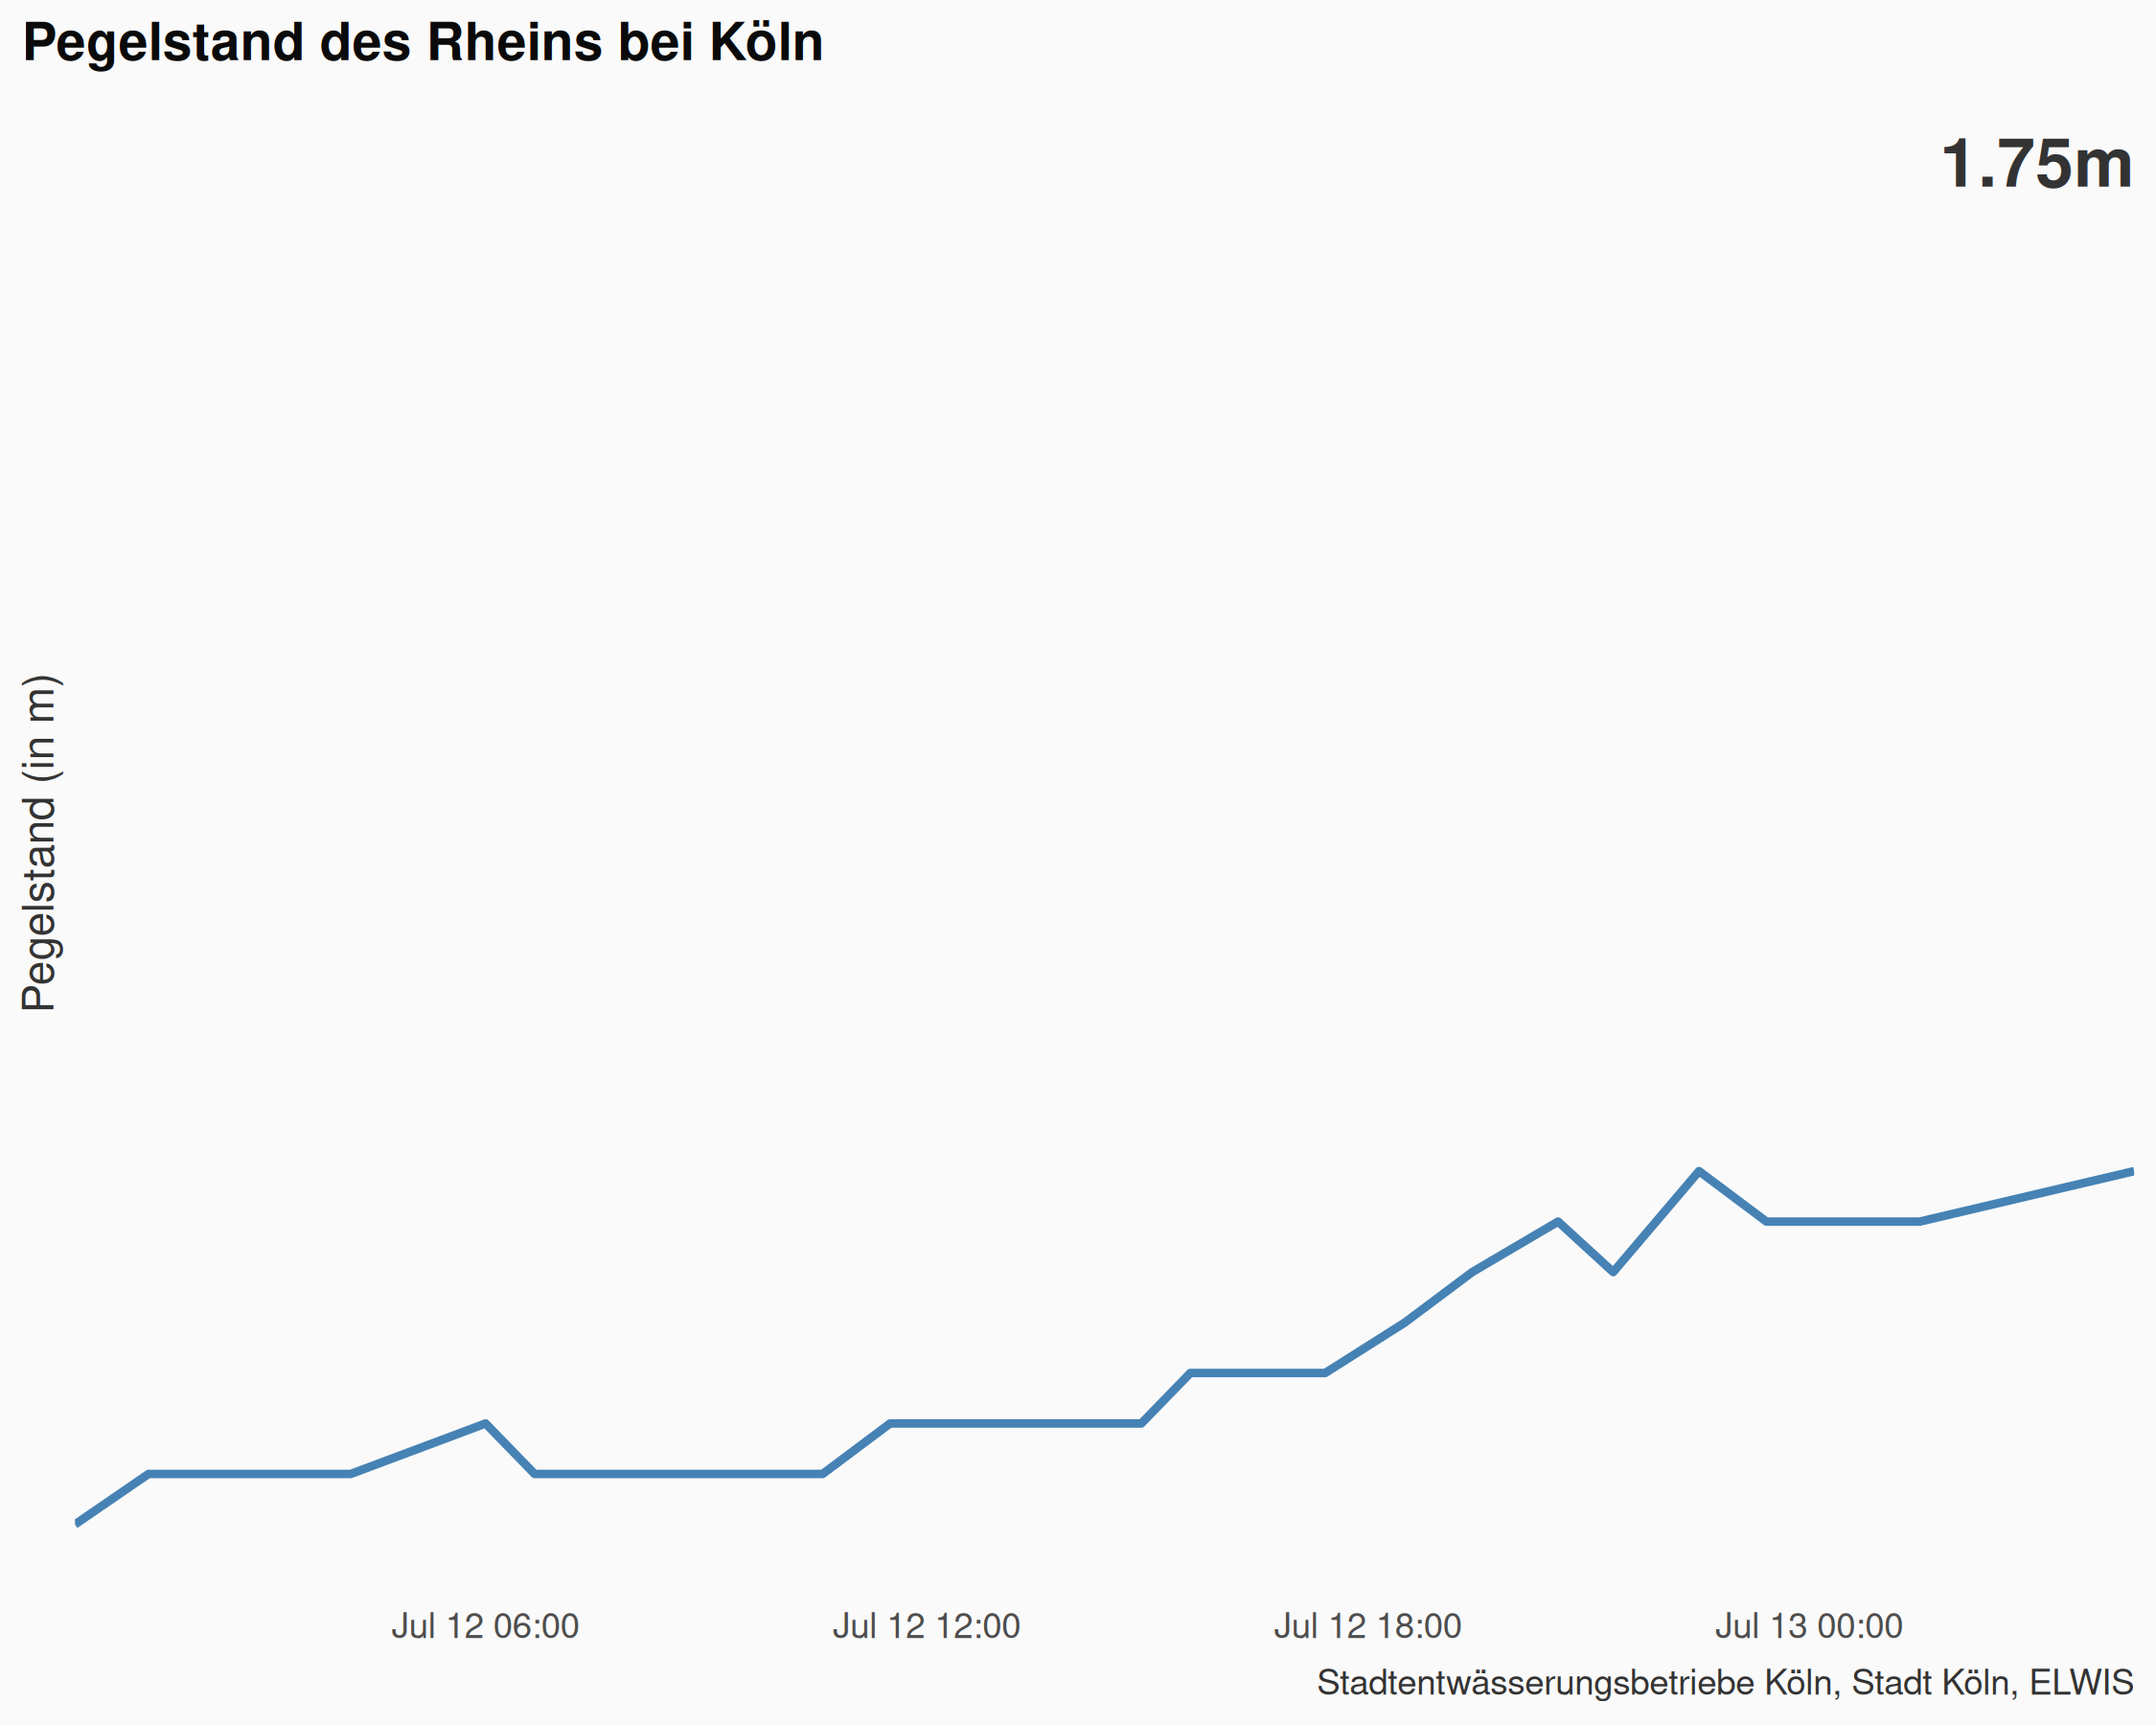 Pegelstand des Rheins bei Köln
1.75m
Pegelstand (in m)
Jul 12 06:00
Jul 12 12:00
Jul 12 18:00
Jul 13 00:00
Stadtentwässerungsbetriebe Köln, Stadt Köln, ELWIS